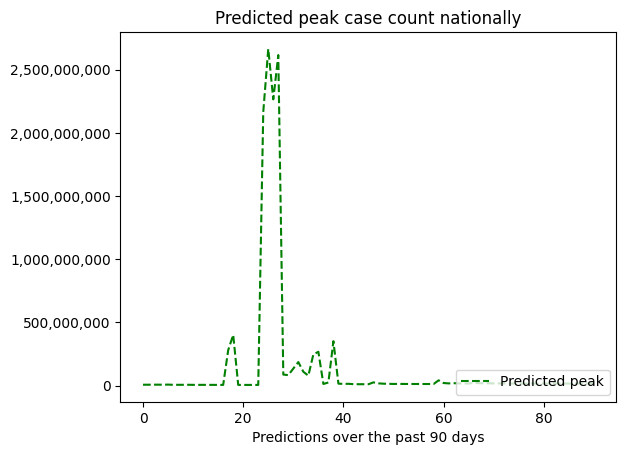 Predicted peak case count nationally
2,500,000,000
2,000,000,000
1,500,000,000
1,000,000,000
500,000,000
0
Predicted peak
0 20 40 60 80
Predictions over the past 90 days